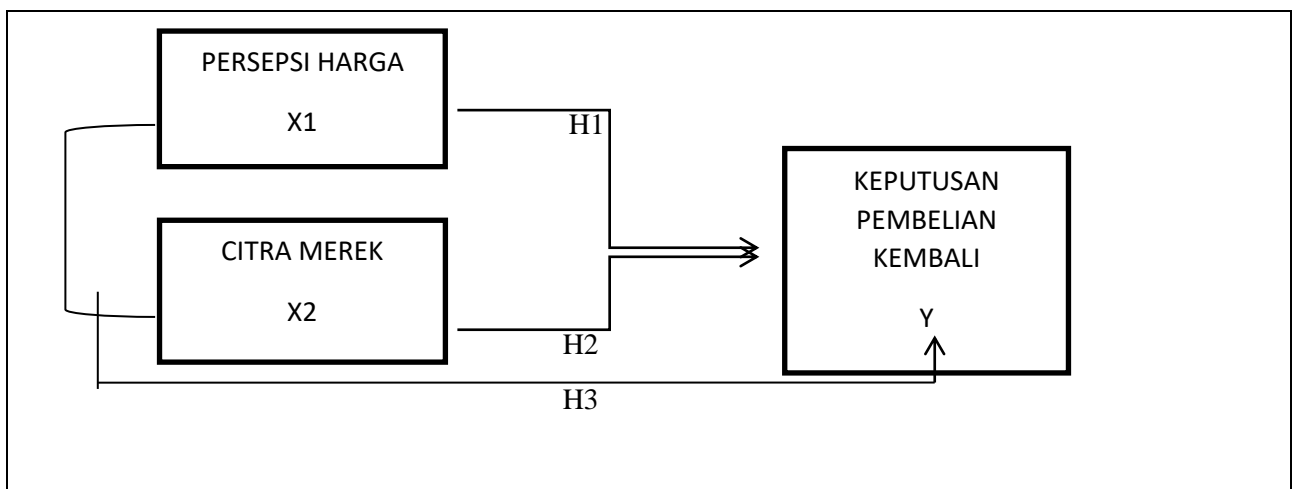 PERSEPSI HARGA
X1
H1
CITRA MEREK
X2
H2
KEPUTUSAN
PEMBELIAN
KEMBALI
Y
H3